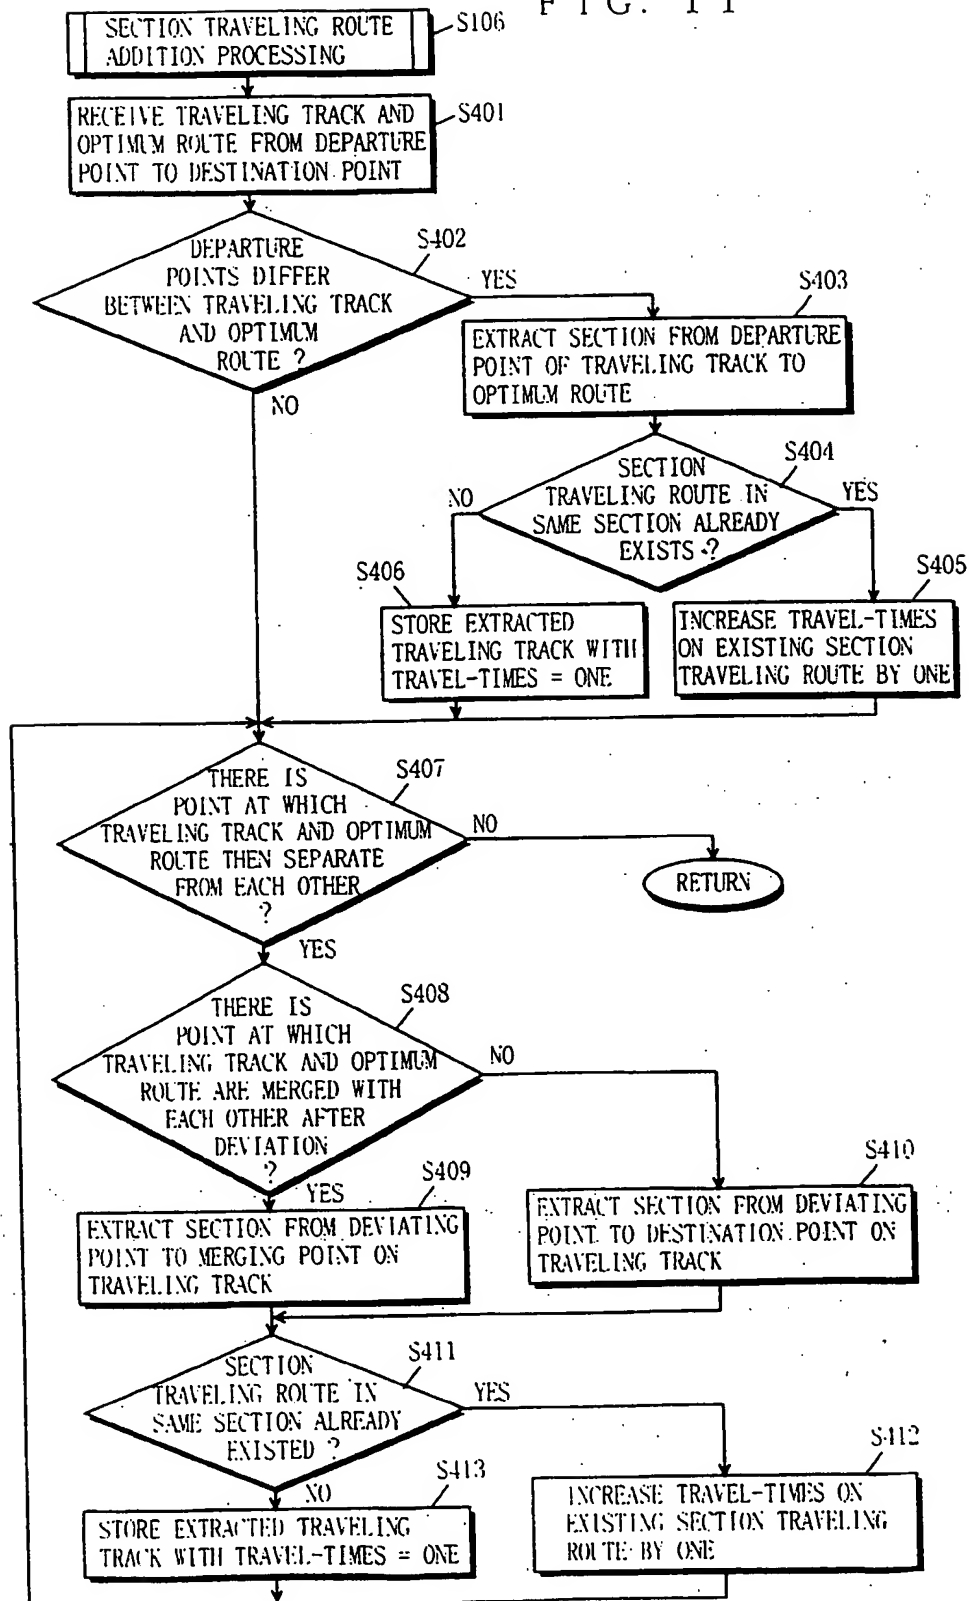 FIG. 11
SECTION TRAVELING ROUTE
ADDITION PROCESSING
S106
RECEIVE TRAVELING TRACK AND
OPTIMUM ROUTE FROM DEPARTURE
POINT TO DESTINATION POINT
S401
DEPARTURE
POINTS DIFFER
BETWEEN TRAVELING TRACK
AND OPTIMUM
ROUTE ?
S402
YES
NO
S403
EXTRACT SECTION FROM DEPARTURE
POINT OF TRAVELING TRACK TO
OPTIMUM ROUTE
S404
SECTION
TRAVELING ROUTE IN
SAME SECTION ALREADY
EXISTS ?
NO
YES
S406
STORE EXTRACTED
TRAVELING TRACK WITH
TRAVEL-TIMES = ONE
S405
INCREASE TRAVEL-TIMES
ON EXISTING SECTION
TRAVELING ROUTE BY ONE
S407
THERE IS
POINT AT WHICH
TRAVELING TRACK AND OPTIMUM
ROUTE THEN SEPARATE
FROM EACH OTHER
?
NO
RETURN
YES
S408
THERE IS
POINT AT WHICH
TRAVELING TRACK AND OPTIMUM
ROUTE ARE MERGED WITH
EACH OTHER AFTER
DEVIATION
?
NO
YES
S409
EXTRACT SECTION FROM DEVIATING
POINT TO MERGING POINT ON
TRAVELING TRACK
S410
EXTRACT SECTION FROM DEVIATING
POINT TO DESTINATION POINT ON
TRAVELING TRACK
S411
SECTION
TRAVELING ROUTE IN
SAME SECTION ALREADY
EXISTED ?
YES
NO
S413
STORE EXTRACTED TRAVELING
TRACK WITH TRAVEL-TIMES = ONE
S412
INCREASE TRAVEL-TIMES ON
EXISTING SECTION TRAVELING
ROUTE BY ONE